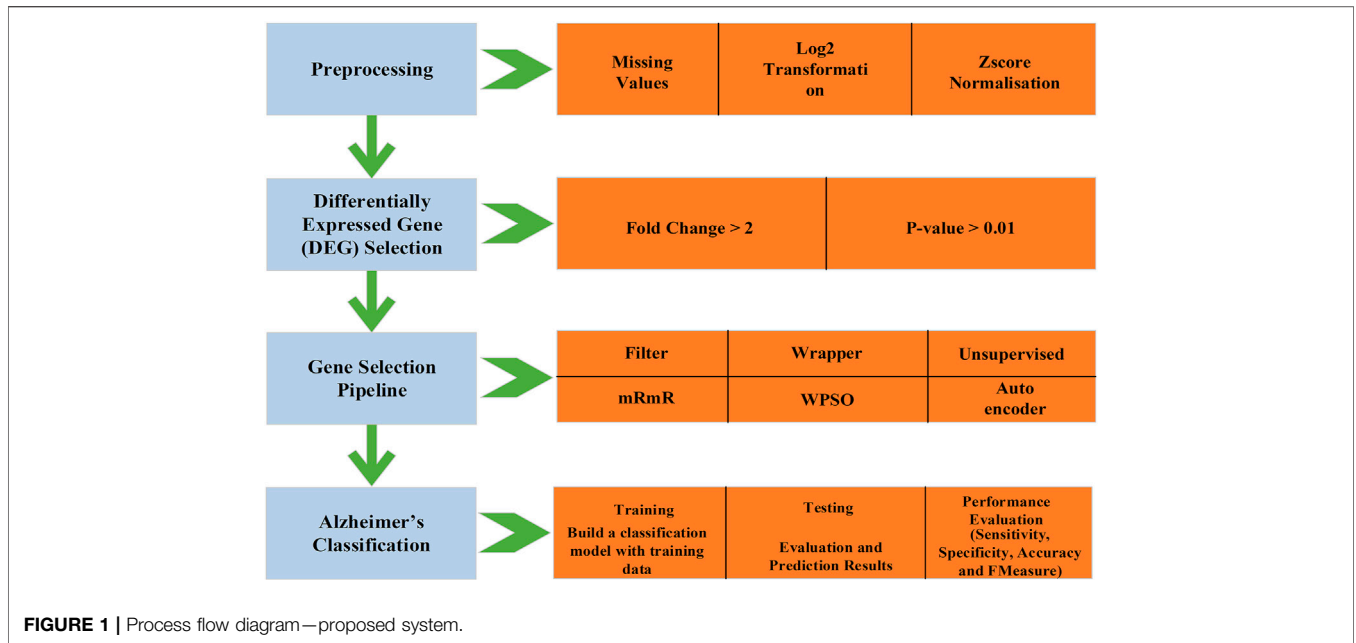 Preprocessing
Missing
Values
Log2
Transformati
on
Zscore
Normalisation
Differentially
Expressed Gene
(DEG) Selection
Fold Change > 2
P-value > 0.01
Gene Selection
Pipeline
Filter
Wrapper
Unsupervised
mRmR
WPSO
Auto
encoder
Alzheimer's
Classification
Training
Build a classification
model with training
data
Testing
Evaluation and
Prediction Results
Performance
Evaluation
(Sensitivity,
Specificity, Accuracy
and FMeasure)
FIGURE 1 | Process flow diagram—proposed system.